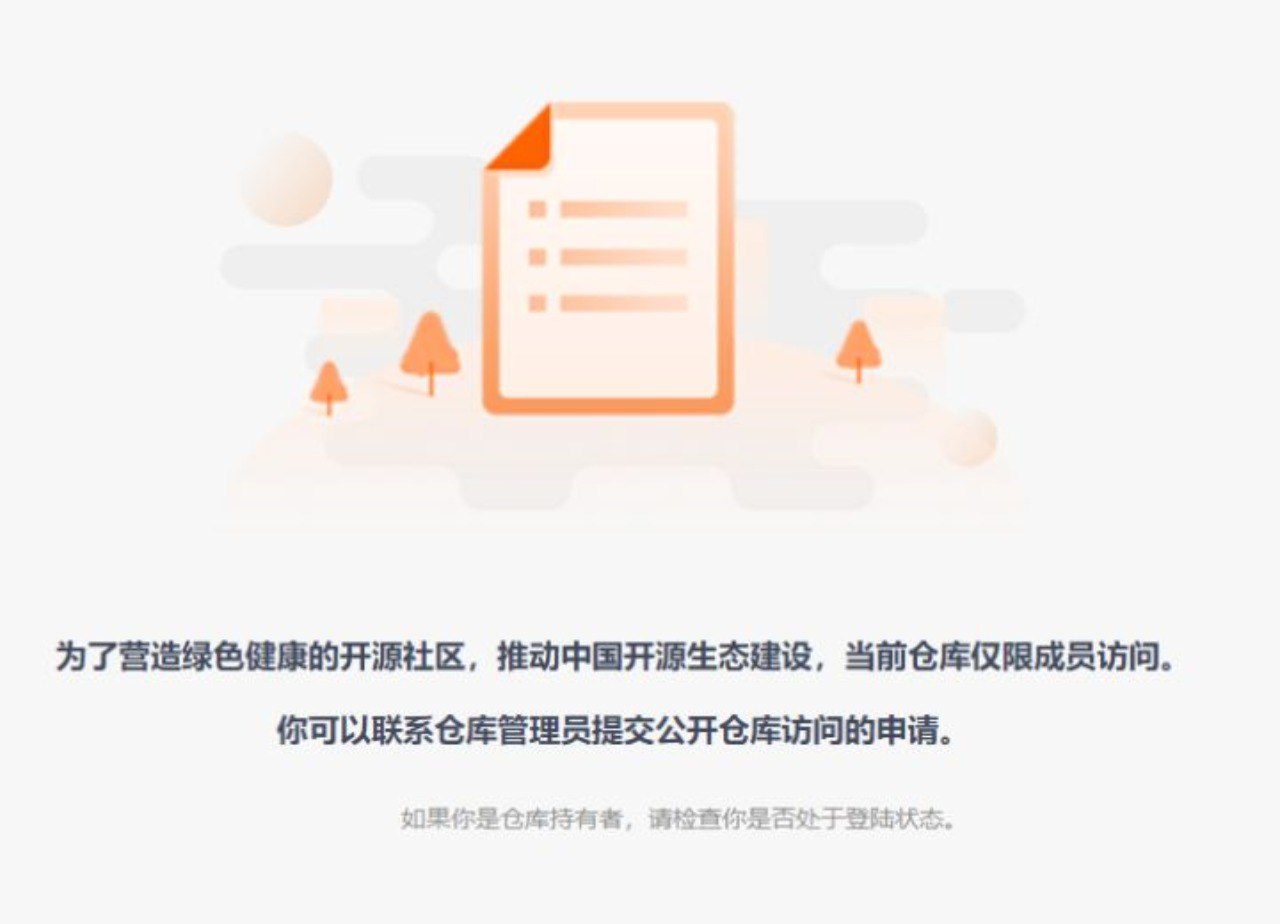 为了营造绿色健康的开源社区，推动中国开源生态建设，当前仓库仅限成员访问。
你可以联系仓库管理员提交公开仓库访问的申请。
如果你是仓库持有者，请检查你是否处于登陆状态。